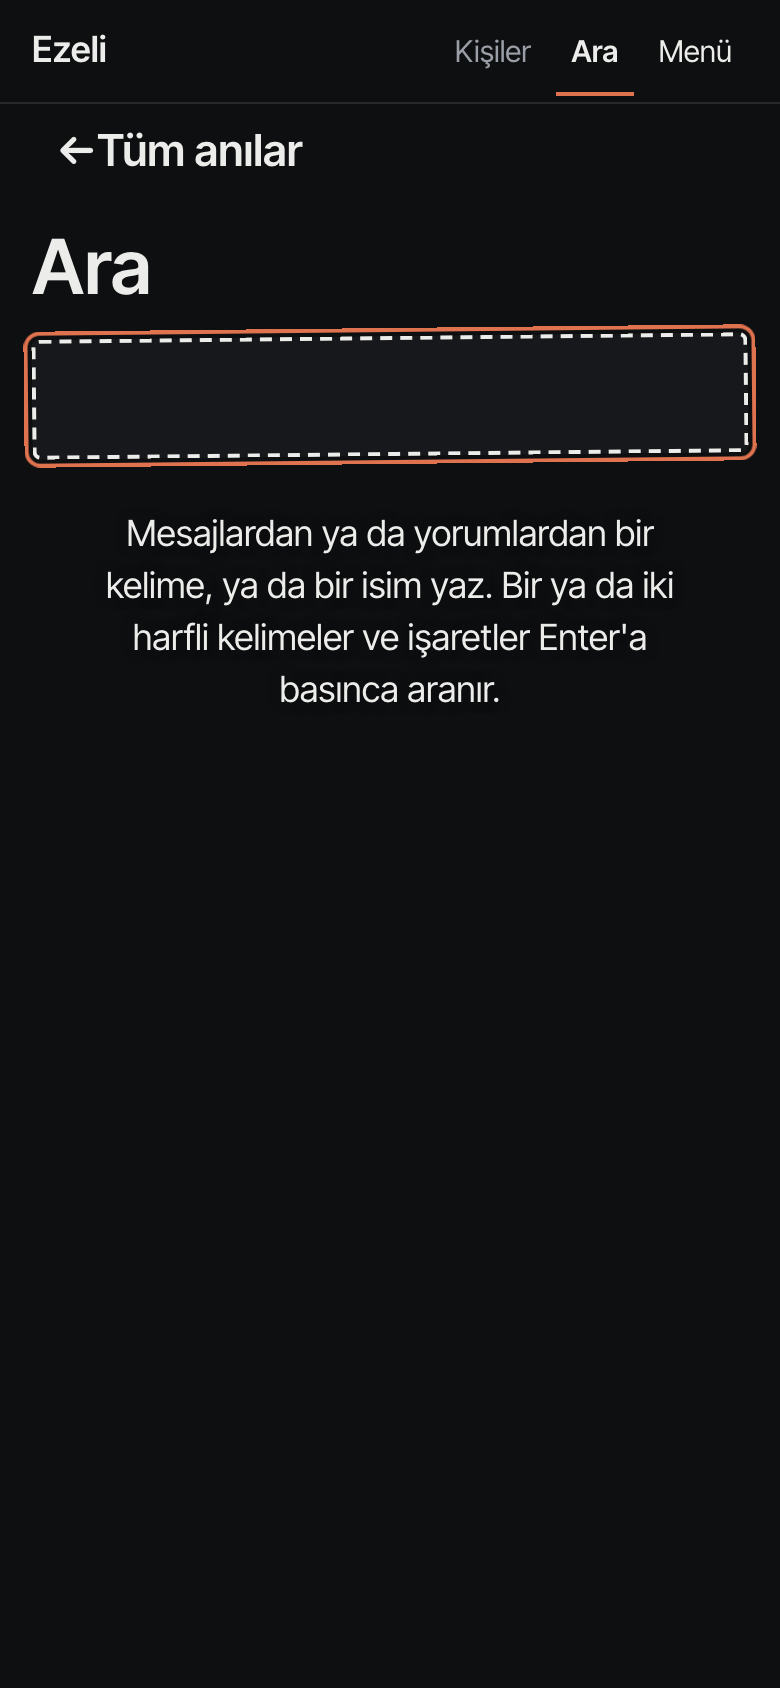 Ezeli
Kişiler
Ara
Menü
←Tüm anılar
Ara
Mesajlardan ya da yorumlardan bir
kelime, ya da bir isim yaz. Bir ya da iki
harfli kelimeler ve işaretler Enter'a
basınca aranır.